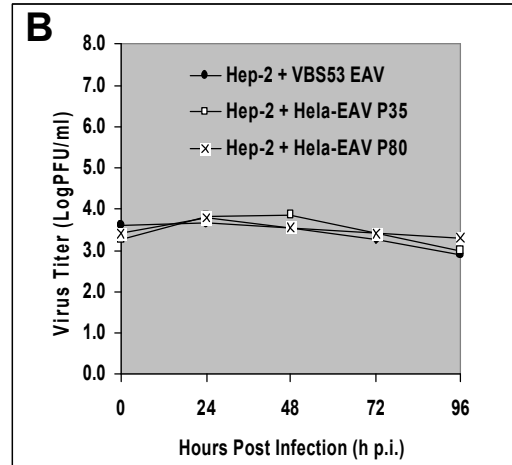 B
8.0
7.0
6.0
5.0
4.0
3.0
2.0
1.0
0.0
Virus Titer (LogPFU/ml)
Hep-2 + VBS53 EAV
Hep-2 + Hela-EAV P35
Hep-2 + Hela-EAV P80
0 24 48 72 96
Hours Post Infection (h p.i.)